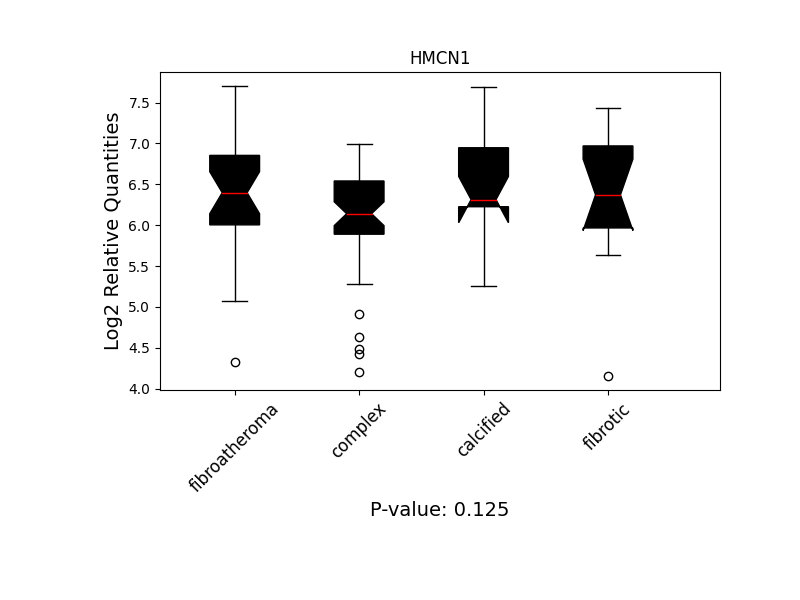 HMCN1
Log2 Relative Quantities
7.5
7.0
6.5
6.0
5.5
5.0
4.5
4.0
fibroatheroma
complex
calcified
fibrotic
P-value: 0.125